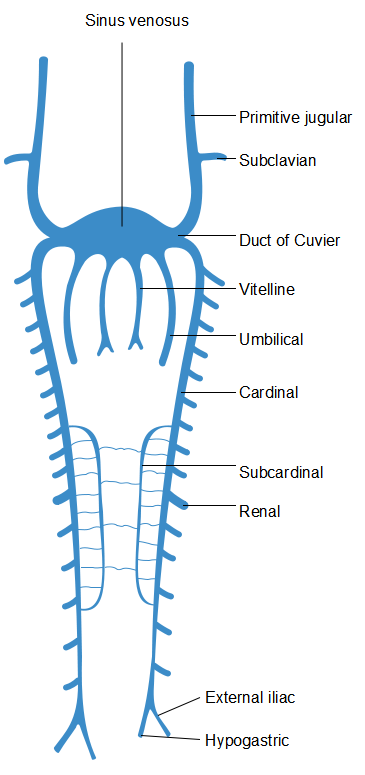 Sinus venosus
Primitive jugular
Subclavian
Duct of Cuvier
Vitelline
Umbilical
Cardinal
Subcardinal
Renal
External iliac
Hypogastric